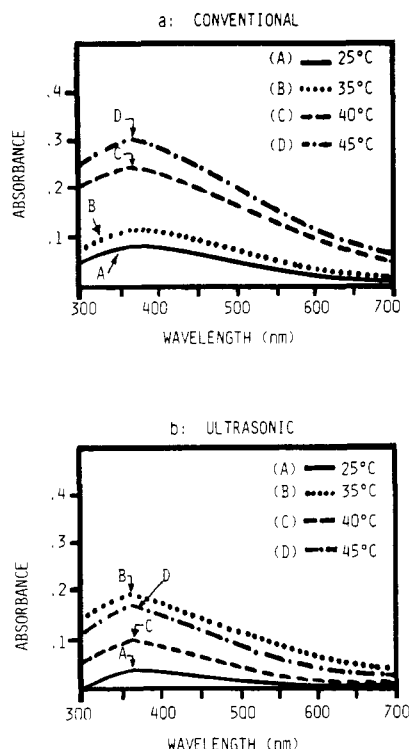 a: CONVENTIONAL
(A) 25°C
(B) 35°C
(C) 40°C
(D) 45°C
.4
.3
.2
.1
D
C
B
A
ABSORBANCE
300 400 500 600 700
WAVELENGTH (nm)
b: ULTRASONIC
(A) 25°C
(B) 35°C
(C) 40°C
(D) 45°C
.4
.3
.2
.1
B
D
C
A
ABSORBANCE
300 400 500 600 700
WAVELENGTH (nm)